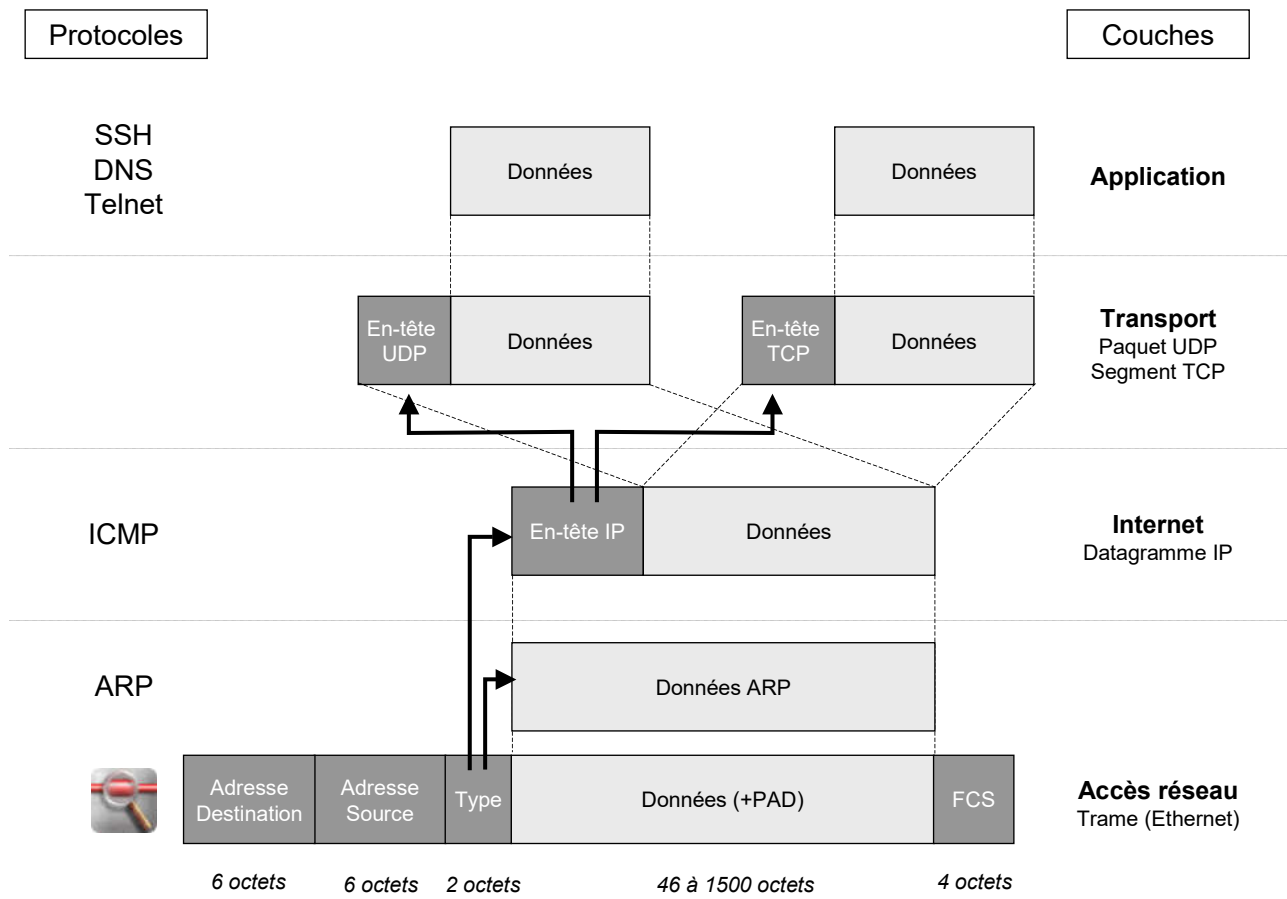 Protocoles
Couches
SSH
DNS
Telnet
Données
Données
Application
En-tête
UDP
Données
En-tête
TCP
Données
Transport
Paquet UDP
Segment TCP
ICMP
En-tête IP
Données
Internet
Datagramme IP
ARP
Données ARP
Adresse
Destination
Adresse
Source
Type
Données (+PAD)
FCS
Accès réseau
Trame (Ethernet)
6 octets
6 octets
2 octets
46 à 1500 octets
4 octets